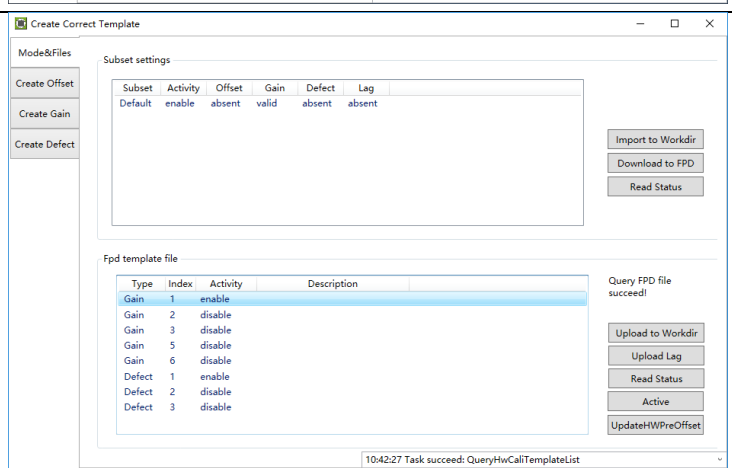 Create Correct Template
Mode&Files
Create Offset
Create Gain
Create Defect
Subset settings
Subset Activity Offset Gain Defect Lag
Default enable absent valid absent absent
Import to Workdir
Download to FPD
Read Status
Fpd template file
Type Index Activity Description
Gain 1 enable
Gain 2 disable
Gain 3 disable
Gain 5 disable
Gain 6 disable
Defect 1 enable
Defect 2 disable
Defect 3 disable
Query FPD file
succeed!
Upload to Workdir
Upload Lag
Read Status
Active
UpdateHWPreOffset
10:42:27 Task succeed: QueryHwCaliTemplateList